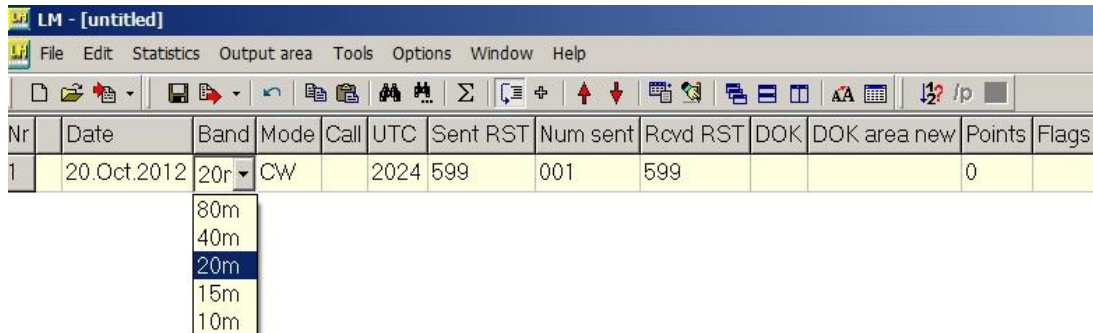 LM - [untitled]
File Edit Statistics Output area Tools Options Window Help
/p
Nr Date Band Mode Call UTC Sent RST Num sent Rcvd RST DOK DOK area new Points Flags
1 20.Oct.2012 20m CW 2024 599 001 599 0
80m
40m
20m
15m
10m